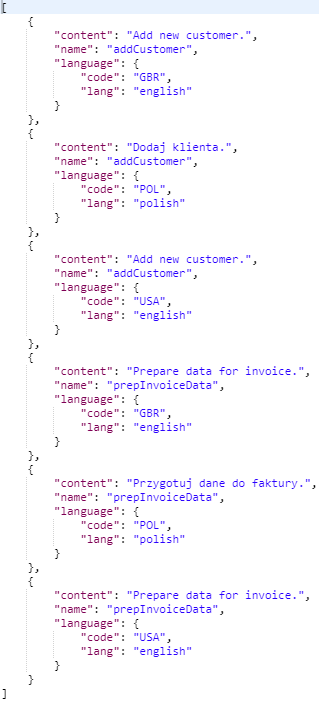 [
    {
        "content": "Add new customer.",
        "name": "addCustomer",
        "language": {
            "code": "GBR",
            "lang": "english"
        }
    },
    {
        "content": "Dodaj klienta.",
        "name": "addCustomer",
        "language": {
            "code": "POL",
            "lang": "polish"
        }
    },
    {
        "content": "Add new customer.",
        "name": "addCustomer",
        "language": {
            "code": "USA",
            "lang": "english"
        }
    },
    {
        "content": "Prepare data for invoice.",
        "name": "prepInvoiceData",
        "language": {
            "code": "GBR",
            "lang": "english"
        }
    },
    {
        "content": "Przygotuj dane do faktury.",
        "name": "prepInvoiceData",
        "language": {
            "code": "POL",
            "lang": "polish"
        }
    },
    {
        "content": "Prepare data for invoice.",
        "name": "prepInvoiceData",
        "language": {
            "code": "USA",
            "lang": "english"
        }
    }
]